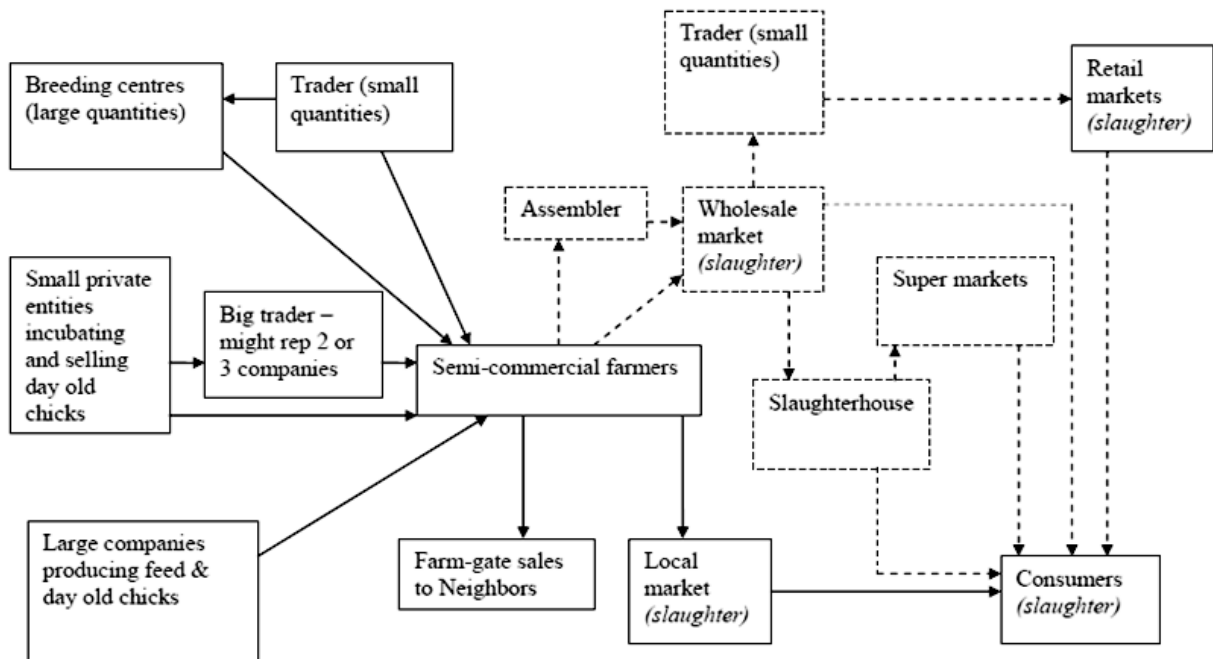 Trader (small
quantities)
Retail
markets
(slaughter)
Breeding centres
(large quantities)
Trader (small
quantities)
Assembler
Wholesale
market
(slaughter)
Super markets
Small private
entities
incubating
and selling
day old
chicks
Big trader –
might rep 2 or
3 companies
Semi-commercial farmers
Slaughterhouse
Large companies
producing feed &
day old chicks
Farm-gate sales
to Neighbors
Local
market
(slaughter)
Consumers
(slaughter)